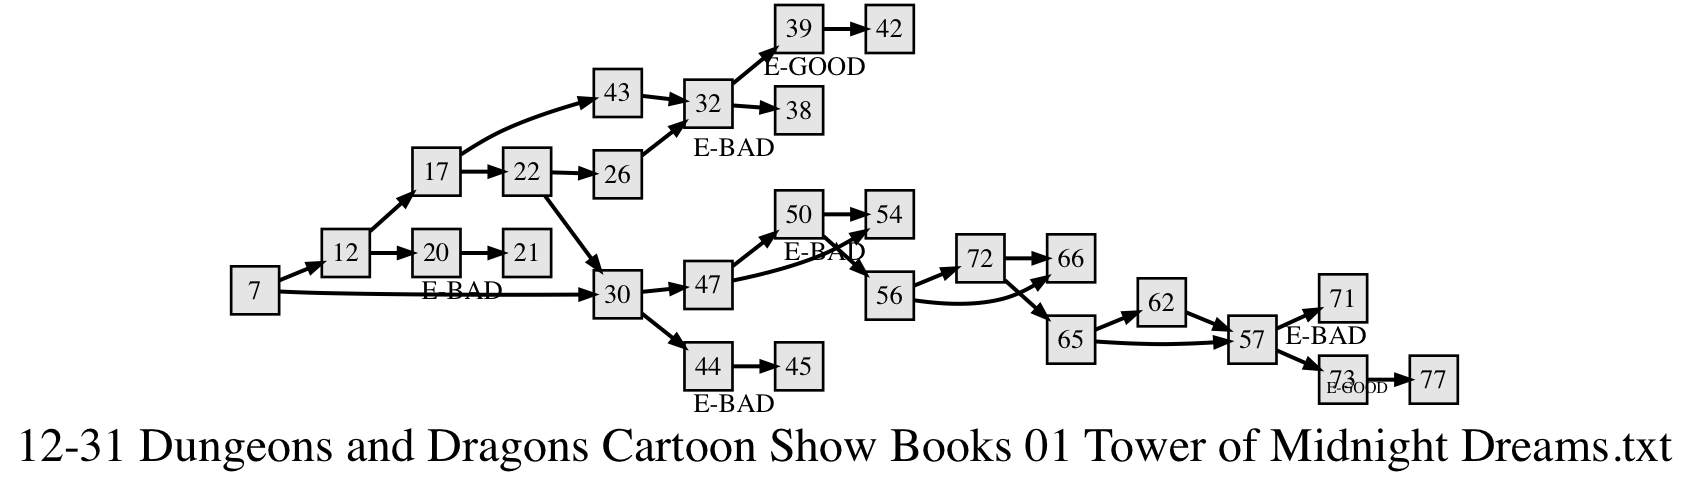 39 42
E-GOOD
43 32 38
E-BAD
17 22 26
50 54
E-BAD
12 20 21
E-BAD
7 30 47 56 72 66
62 71
E-BAD
65 57
44 45
E-BAD
73 77
E-GOOD
12-31 Dungeons and Dragons Cartoon Show Books 01 Tower of Midnight Dreams.txt